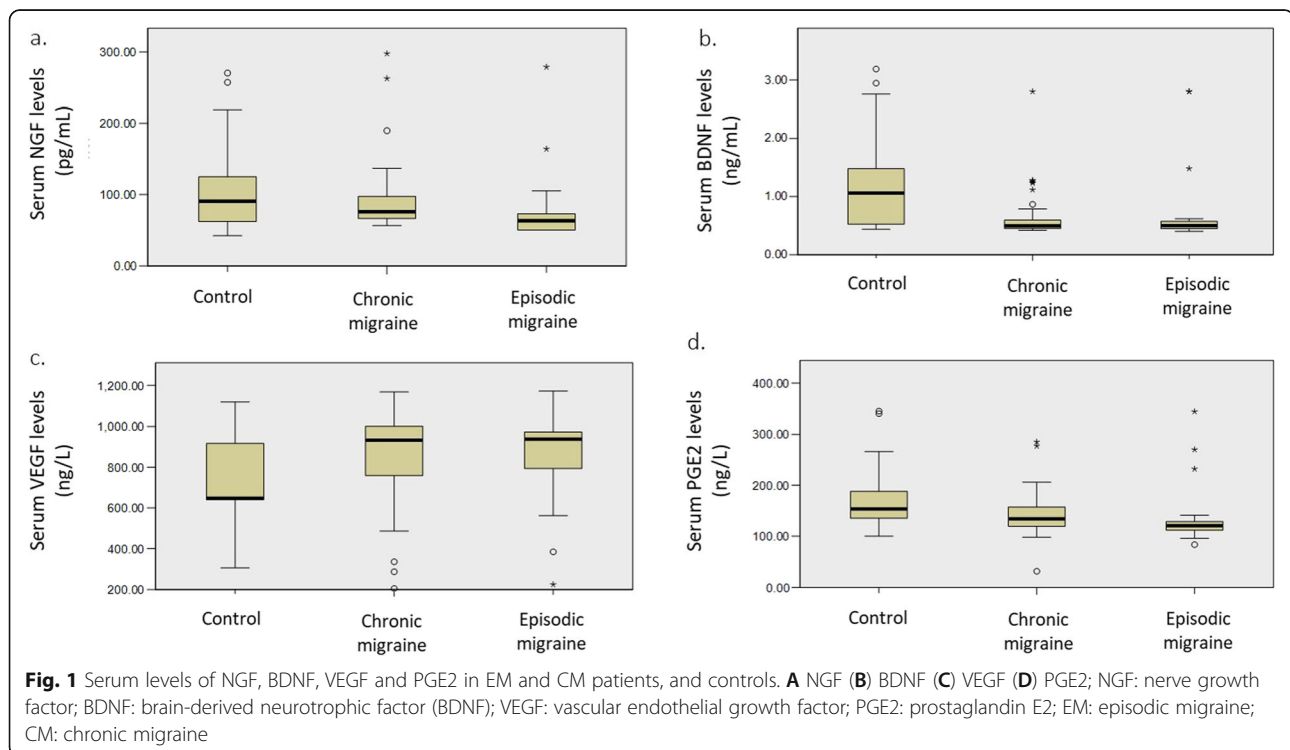 a.
Serum NGF levels
(pg/mL)
300.00
200.00
100.00
0.00
Control
Chronic
migraine
Episodic
migraine
b.
Serum BDNF levels
(ng/mL)
3.00
2.00
1.00
0.00
Control
Chronic
migraine
Episodic
migraine
c.
Serum VEGF levels
(ng/L)
1,200.00
1,000.00
800.00
600.00
400.00
200.00
Control
Chronic
migraine
Episodic
migraine
d.
Serum PGE2 levels
(ng/L)
400.00
300.00
200.00
100.00
0.00
Control
Chronic
migraine
Episodic
migraine
Fig. 1 Serum levels of NGF, BDNF, VEGF and PGE2 in EM and CM patients, and controls. A NGF (B) BDNF (C) VEGF (D) PGE2; NGF: nerve growth
factor; BDNF: brain-derived neurotrophic factor (BDNF); VEGF: vascular endothelial growth factor; PGE2: prostaglandin E2; EM: episodic migraine;
CM: chronic migraine